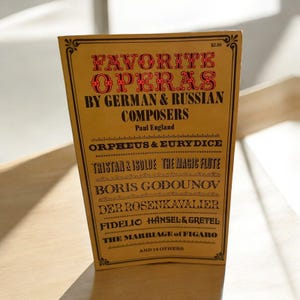 $2.50
FAVORITE
OPERAS
BY GERMAN & RUSSIAN
COMPOSERS
Paul England
ORPHEUS & EURYDICE
TRISTAN & ISOLDE THE MAGIC FLUTE
BORIS GODOUNOV
DER ROSENKAVALIER
FIDELIO HÄNSEL & GRETEL
THE MARRIAGE of FIGARO
AND 14 OTHERS